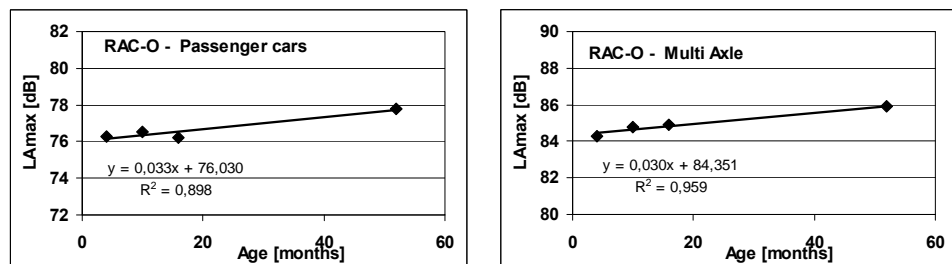 RAC-O - Passenger cars
LAmax [dB]
82
80
78
76
74
72
y = 0,033x + 76,030
R² = 0,898
0 20 40 60
Age [months]
RAC-O - Multi Axle
LAmax [dB]
90
88
86
84
82
80
y = 0,030x + 84,351
R² = 0,959
0 20 40 60
Age [months]